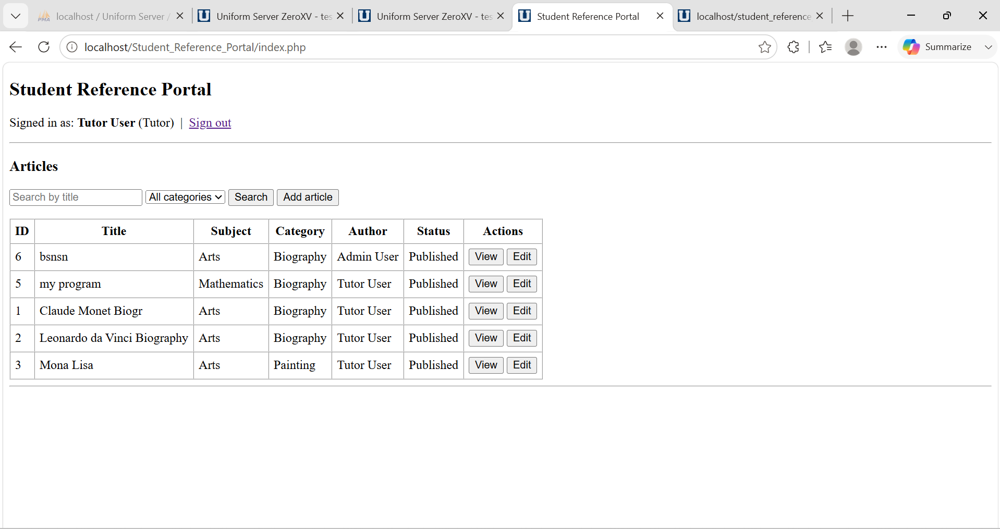 localhost / Uniform Server /
Uniform Server ZeroXV - tes
Uniform Server ZeroXV - tes
Student Reference Portal
localhost/student_reference
localhost/Student_Reference_Portal/index.php
Summarize
Student Reference Portal
Signed in as: Tutor User (Tutor) | Sign out
Articles
Search by title All categories Search Add article
ID Title Subject Category Author Status Actions
6 bsnsn Arts Biography Admin User Published View Edit
5 my program Mathematics Biography Tutor User Published View Edit
1 Claude Monet Biogr Arts Biography Tutor User Published View Edit
2 Leonardo da Vinci Biography Arts Biography Tutor User Published View Edit
3 Mona Lisa Arts Painting Tutor User Published View Edit